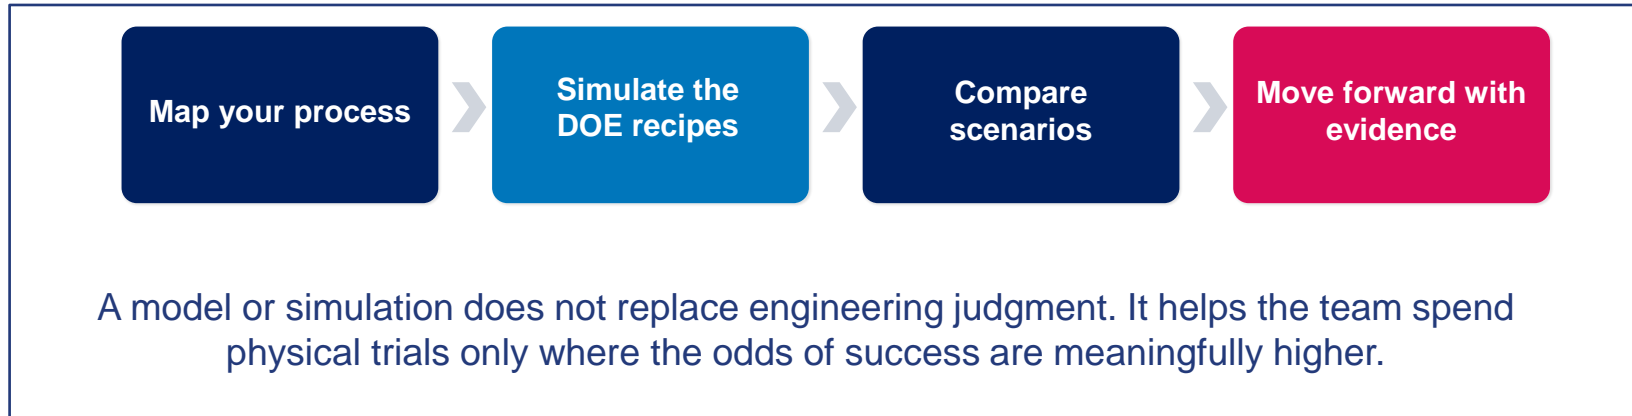 Map your process
Simulate the
DOE recipes
Compare
scenarios
Move forward with
evidence
A model or simulation does not replace engineering judgment. It helps the team spend
physical trials only where the odds of success are meaningfully higher.